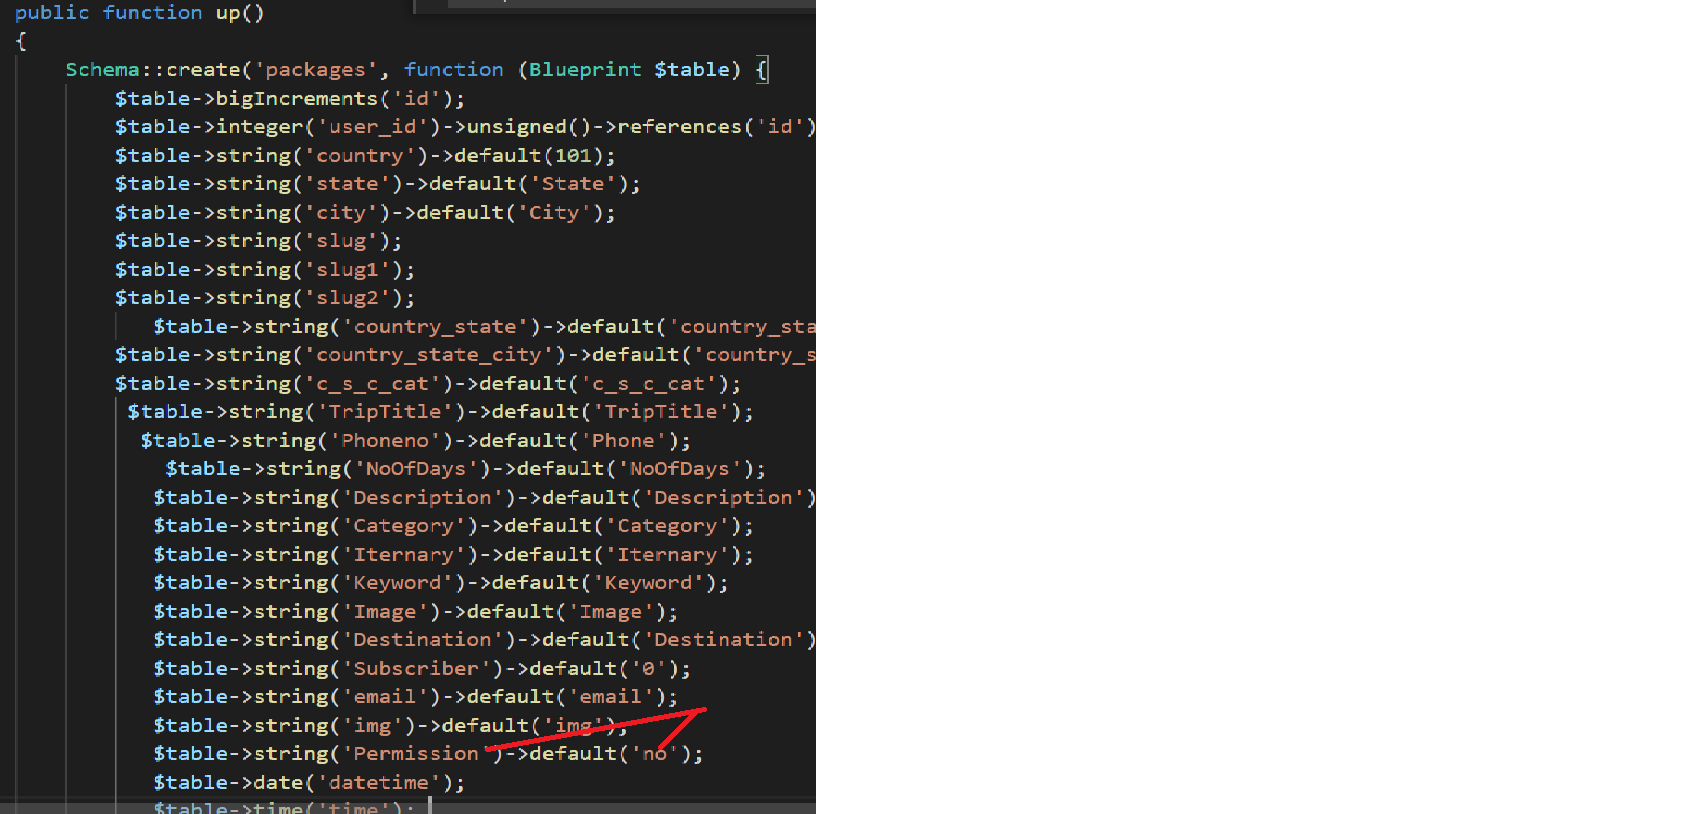 public function up()
{
Schema::create('packages', function (Blueprint $table) {
$table->bigIncrements('id');
$table->integer('user_id')->unsigned()->references('id')
$table->string('country')->default(101);
$table->string('state')->default('State');
$table->string('city')->default('City');
$table->string('slug');
$table->string('slug1');
$table->string('slug2');
$table->string('country_state')->default('country_sta
$table->string('country_state_city')->default('country_s
$table->string('c_s_c_cat')->default('c_s_c_cat');
$table->string('TripTitle')->default('TripTitle');
$table->string('Phoneno')->default('Phone');
$table->string('NoOfDays')->default('NoOfDays');
$table->string('Description')->default('Description')
$table->string('Category')->default('Category');
$table->string('Iternary')->default('Iternary');
$table->string('Keyword')->default('Keyword');
$table->string('Image')->default('Image');
$table->string('Destination')->default('Destination')
$table->string('Subscriber')->default('0');
$table->string('email')->default('email');
$table->string('img')->default('img');
$table->string('Permission')->default('no');
$table->date('datetime');
$table->time('time');